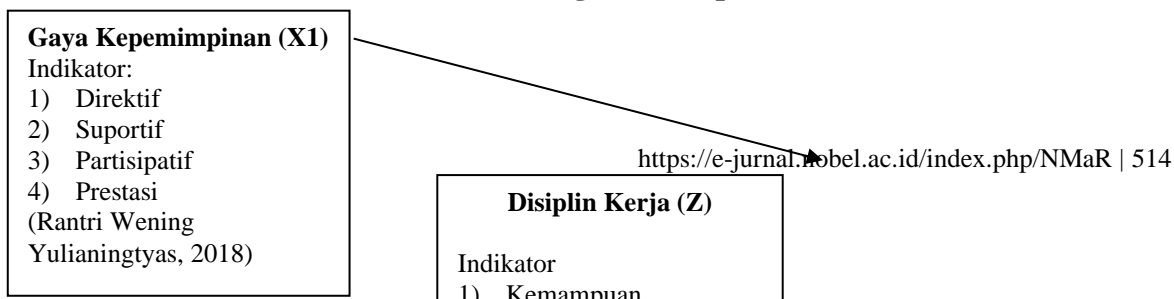 Gaya Kepemimpinan (X1)
Indikator:
1) Direktif
2) Suportif
3) Partisipatif
4) Prestasi
(Rantri Wening
Yulianingtyas, 2018)
https://e-jurnal.nobel.ac.id/index.php/NMaR | 514
Disiplin Kerja (Z)
Indikator
1) Kemampuan